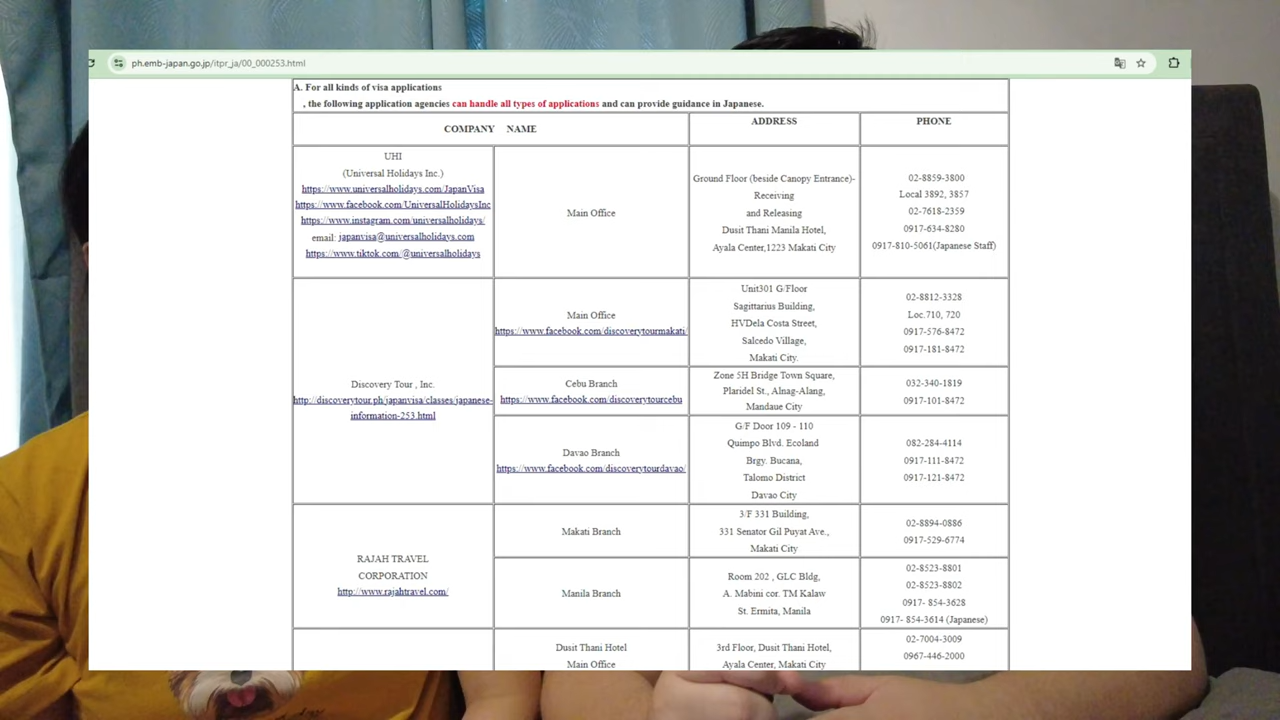 ph.emb-japan.go.jp/itpr_ja/00_000253.html
A. For all kinds of visa applications
, the following application agencies can handle all types of applications and can provide guidance in Japanese.
COMPANY NAME
ADDRESS
PHONE
UHI
(Universal Holidays Inc.)
https://www.universalholidays.com/JapanVisa
https://www.facebook.com/UniversalHolidaysInc
https://www.instagram.com/universalholidays/
email: japanvisa@universalholidays.com
https://www.tiktok.com/@universalholidays
Main Office
Ground Floor (beside Canopy Entrance)-
Receiving
and Releasing
Dusit Thani Manila Hotel,
Ayala Center,1223 Makati City
02-8859-3800
Local 3892, 3857
02-7618-2359
0917-634-8280
0917-810-5061(Japanese Staff)
Discovery Tour , Inc.
http://discoverytour.ph/japanvisa/classes/japanese-
information-253.html
Main Office
https://www.facebook.com/discoverytourmakati/
Unit301 G/Floor
Sagittarius Building,
HVDela Costa Street,
Salcedo Village,
Makati City.
02-8812-3328
Loc.710, 720
0917-576-8472
0917-181-8472
Cebu Branch
https://www.facebook.com/discoverytourcebu
Zone 5H Bridge Town Square,
Plaridel St., Alnag-Alang,
Mandaue City
032-340-1819
0917-101-8472
Davao Branch
https://www.facebook.com/discoverytourdavao/
G/F Door 109 - 110
Quimpo Blvd. Ecoland
Brgy. Bucana,
Talomo District
Davao City
082-284-4114
0917-111-8472
0917-121-8472
RAJAH TRAVEL
CORPORATION
http://www.rajahtravel.com/
Makati Branch
3/F 331 Building,
331 Senator Gil Puyat Ave.,
Makati City
02-8894-0886
0917-529-6774
Manila Branch
Room 202 , GLC Bldg,
A. Mabini cor. TM Kalaw
St. Ermita, Manila
02-8523-8801
02-8523-8802
0917- 854-3628
0917- 854-3614 (Japanese)
Dusit Thani Hotel
Main Office
3rd Floor, Dusit Thani Hotel,
Ayala Center, Makati City
02-7004-3009
0967-446-2000